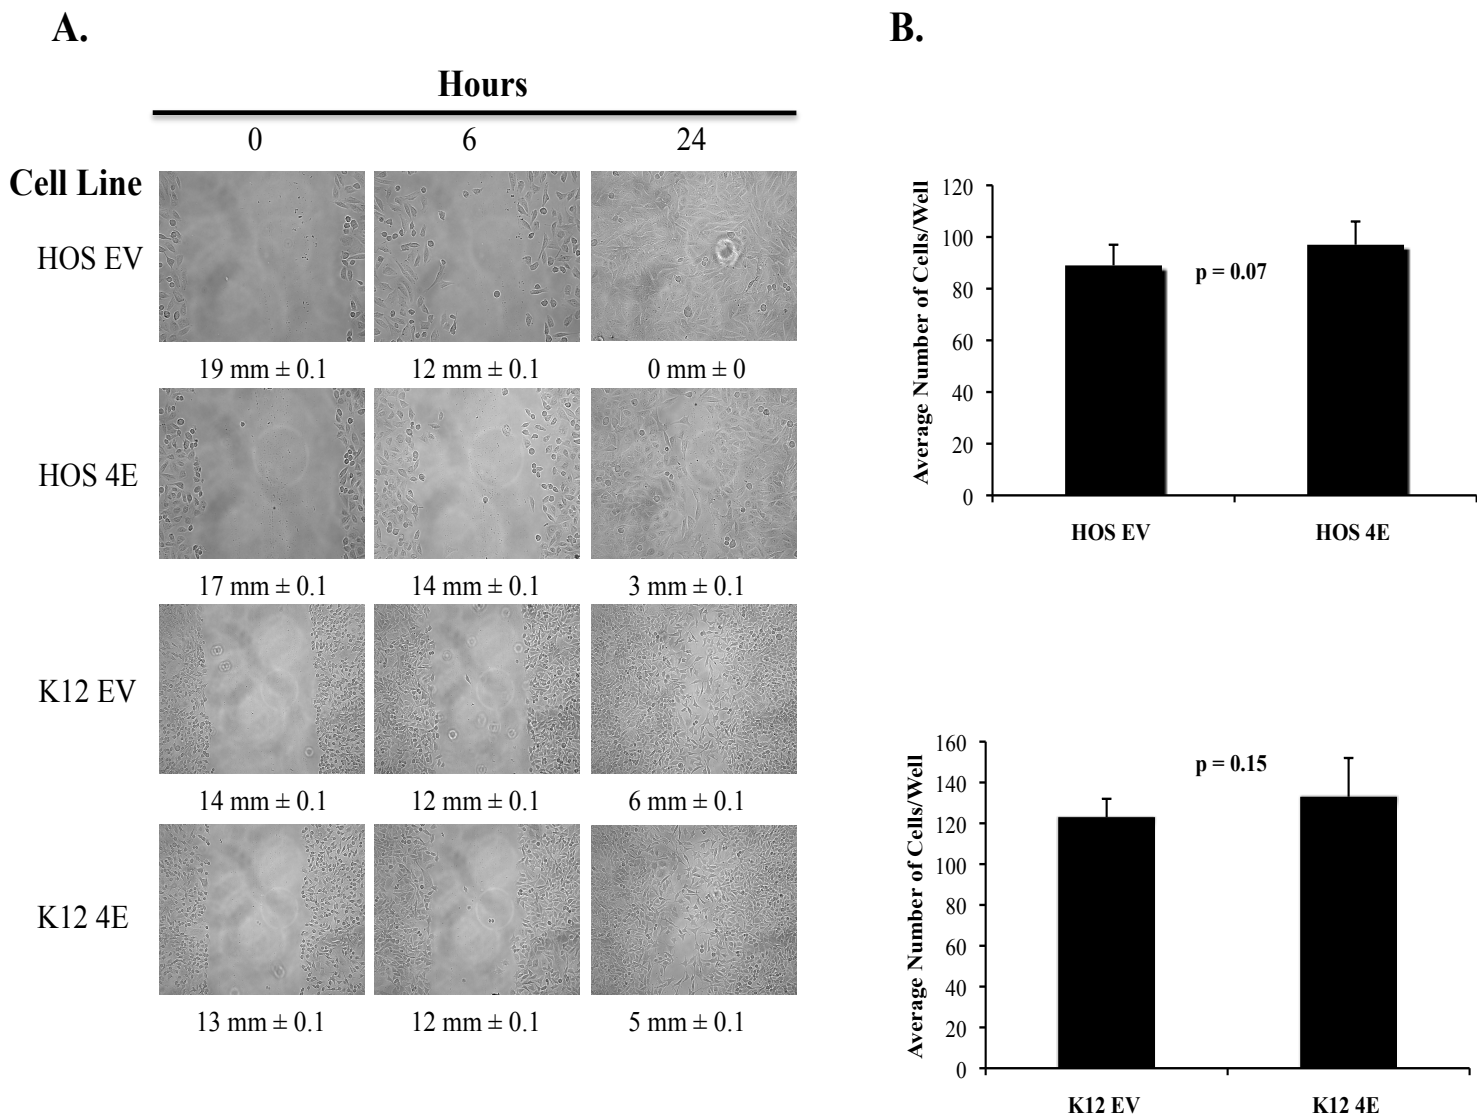 A.
Hours
0 6 24
Cell Line
HOS EV
19 mm ± 0.1 12 mm ± 0.1 0 mm ± 0
HOS 4E
17 mm ± 0.1 14 mm ± 0.1 3 mm ± 0.1
K12 EV
14 mm ± 0.1 12 mm ± 0.1 6 mm ± 0.1
K12 4E
13 mm ± 0.1 12 mm ± 0.1 5 mm ± 0.1
B.
Average Number of Cells/Well
120
100
80
60
40
20
0
p = 0.07
HOS EV HOS 4E
Average Number of Cells/Well
160
140
120
100
80
60
40
20
0
p = 0.15
K12 EV K12 4E